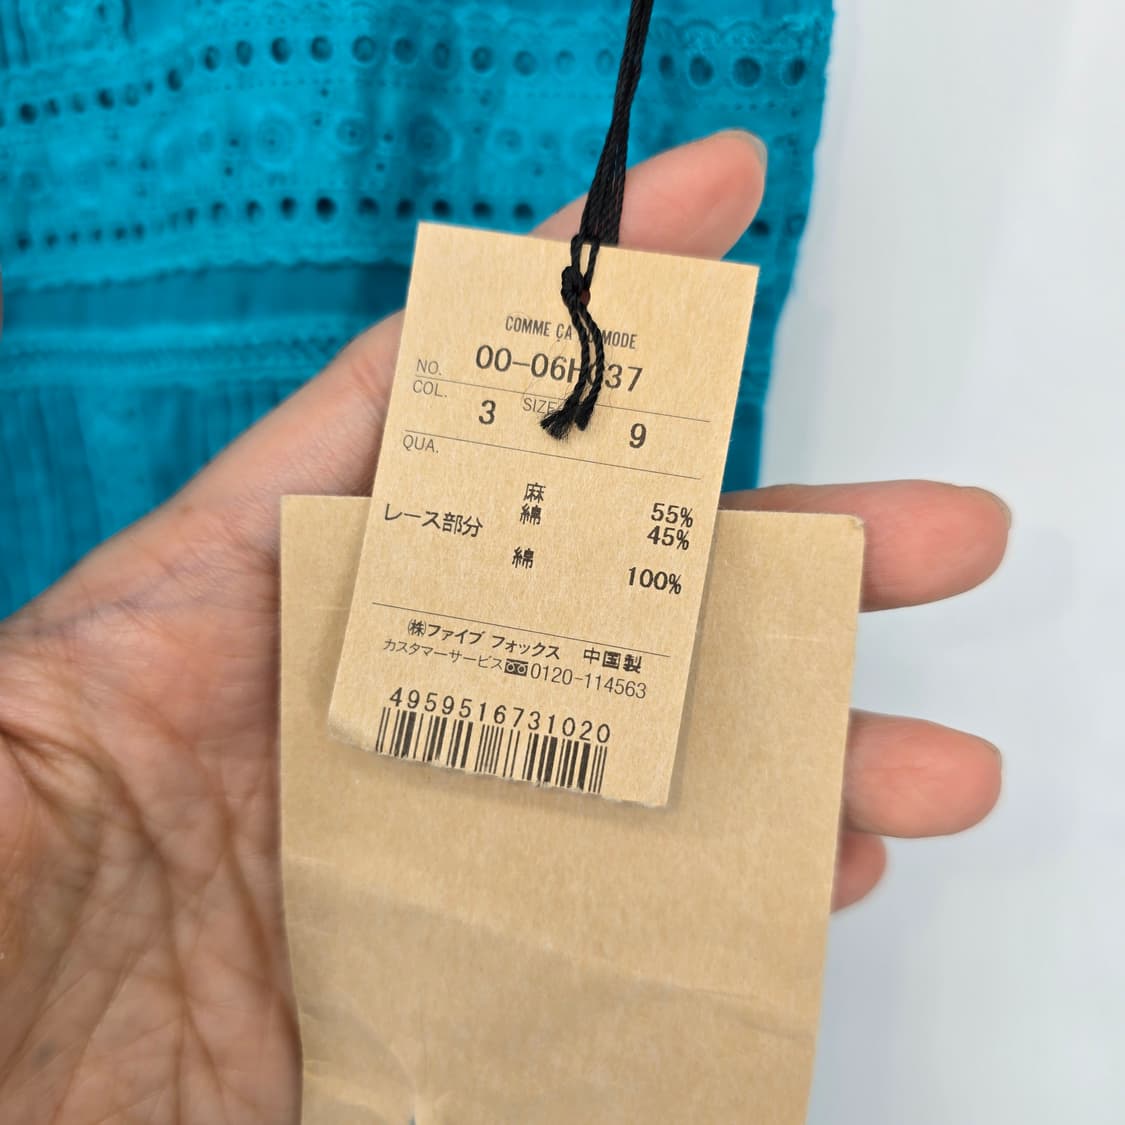 COMME ÇA MODE
NO. 00-06H 37
COL. 3 SIZE 9
QUA.
麻 55%
綿 45%
レース部分
綿 100%
㈱ファイブ フォックス 中国製
カスタマーサービス 0120-114563
4959516731020